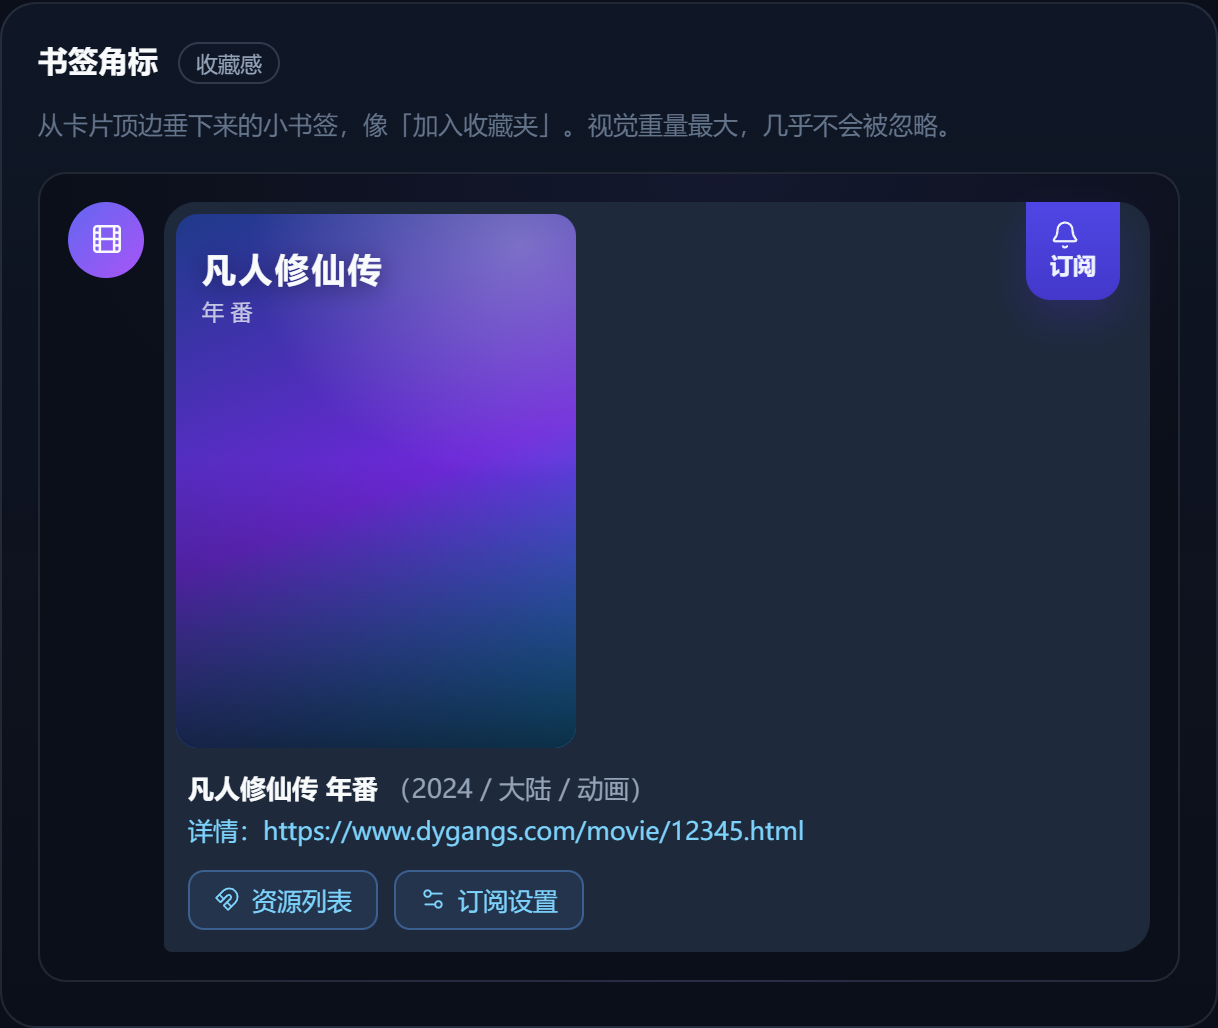 书签角标 收藏感
从卡片顶边垂下来的小书签，像「加入收藏夹」。视觉重量最大，几乎不会被忽略。
凡人修仙传
年 番
订阅
凡人修仙传 年番 （2024 / 大陆 / 动画）
详情：https://www.dygangs.com/movie/12345.html
资源列表 订阅设置